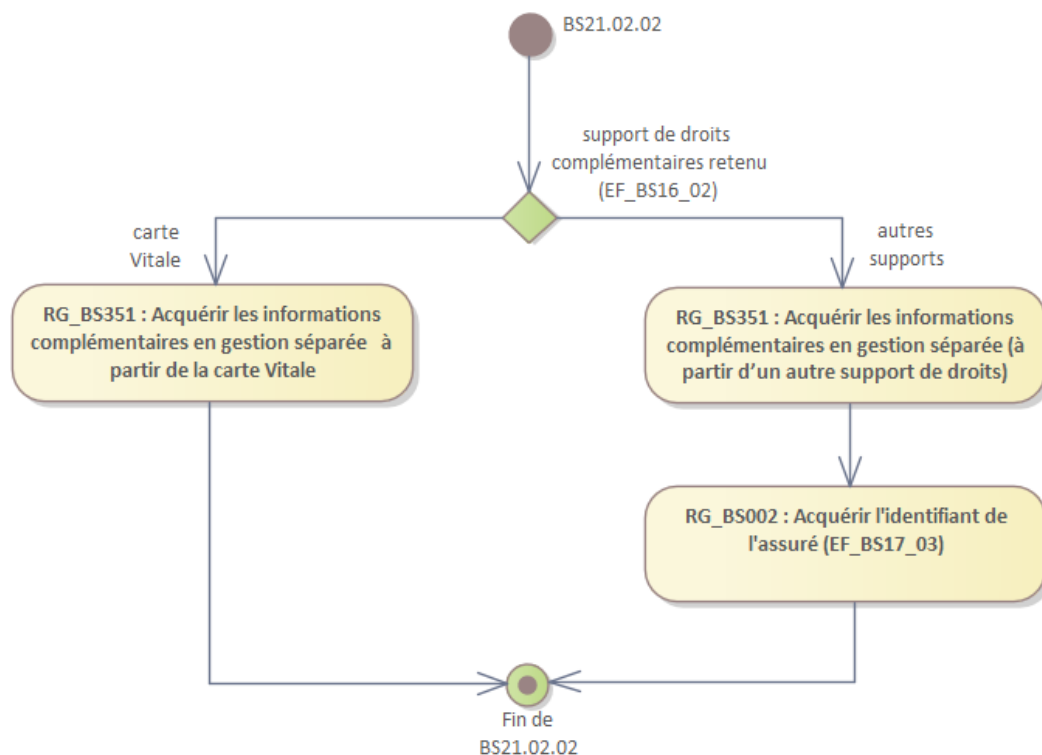 BS21.02.02
support de droits
complémentaires retenu
(EF_BS16_02)
carte
Vitale
autres
supports
RG_BS351 : Acquérir les informations
complémentaires en gestion séparée à
partir de la carte Vitale
RG_BS351 : Acquérir les informations
complémentaires en gestion séparée (à
partir d’un autre support de droits)
RG_BS002 : Acquérir l'identifiant de
l'assuré (EF_BS17_03)
Fin de
BS21.02.02